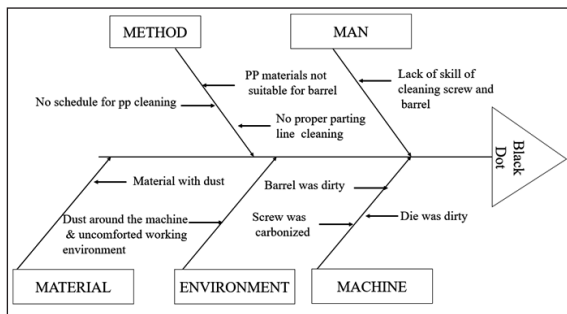 METHOD
MAN
PP materials not
suitable for barrel
No schedule for pp cleaning
No proper parting
line cleaning
Lack of skill of
cleaning screw and
barrel
Black
Dot
Material with dust
Dust around the machine
& uncomforted working
environment
Barrel was dirty
Screw was
carbonized
Die was dirty
MATERIAL
ENVIRONMENT
MACHINE